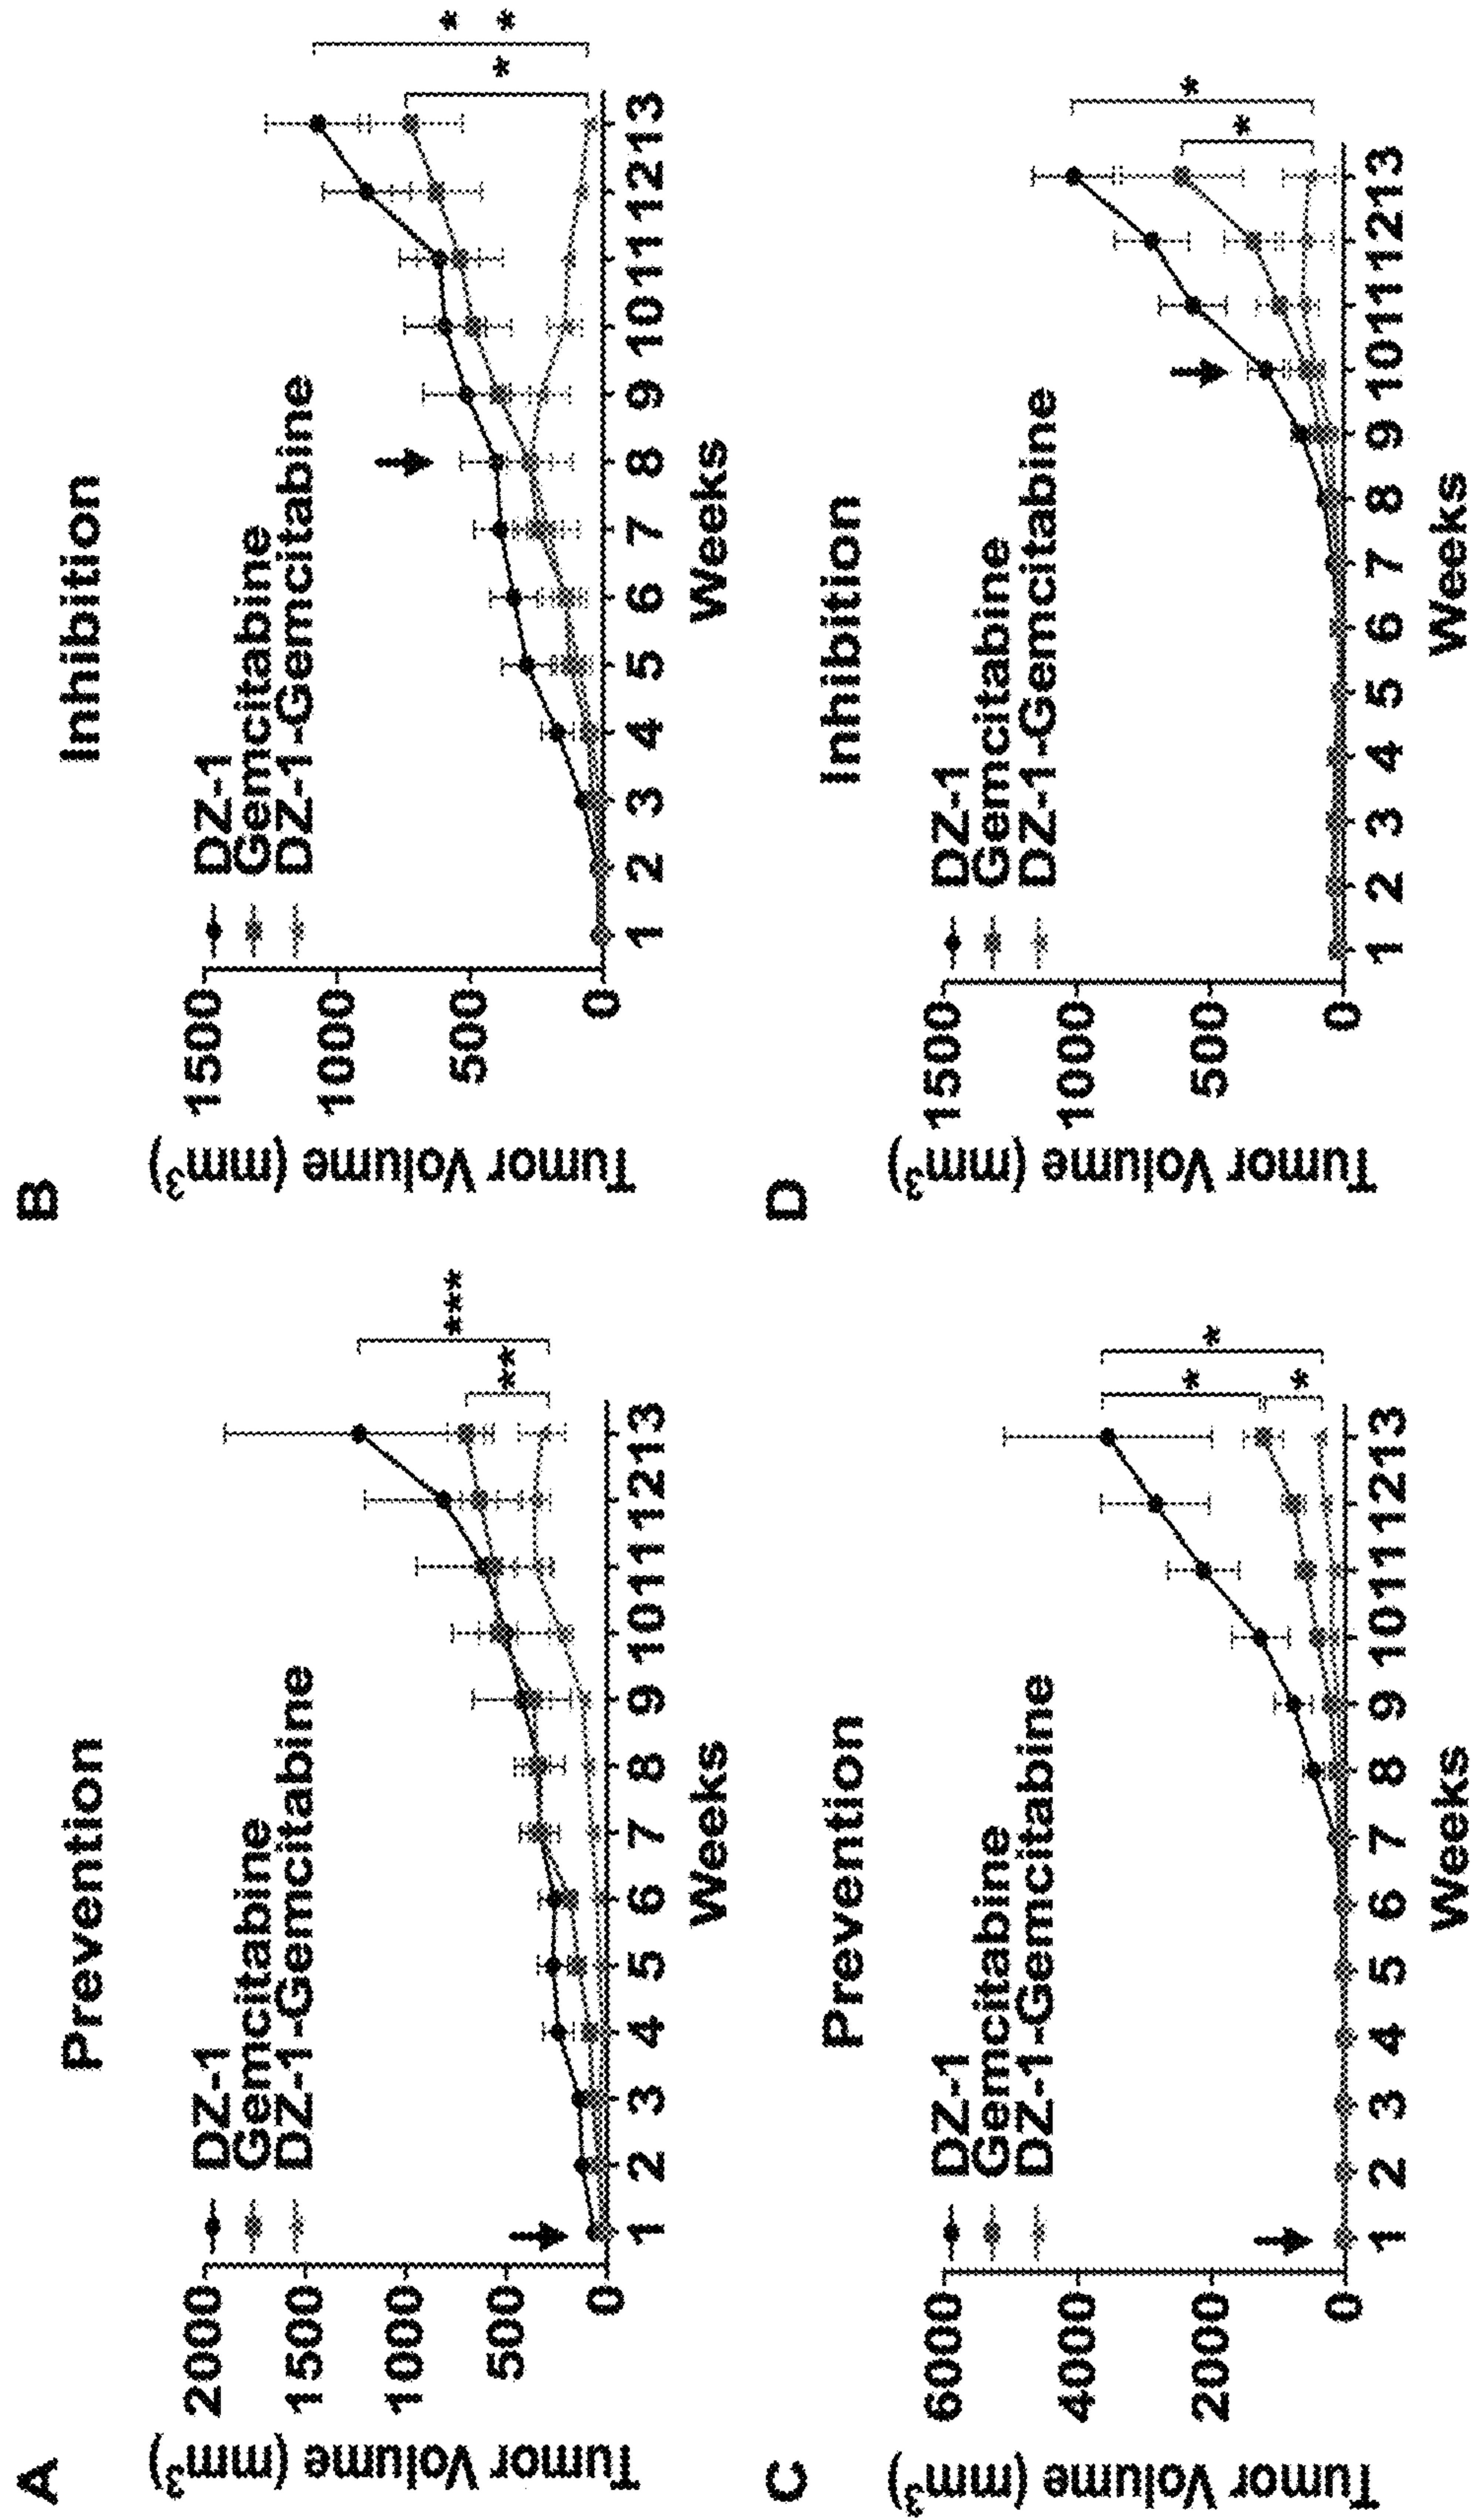 A
Prevention
DZ-1
Gemcitabine
DZ-1-Gemcitabine
Tumor Volume (mm3)
2000
1500
1000
500
0
1 2 3 4 5 6 7 8 9 10 11 12 13
Weeks
**
***
B
Inhibition
DZ-1
Gemcitabine
DZ-1-Gemcitabine
Tumor Volume (mm3)
1500
1000
500
0
1 2 3 4 5 6 7 8 9 10 11 12 13
Weeks
*
* *
C
Prevention
DZ-1
Gemcitabine
DZ-1-Gemcitabine
Tumor Volume (mm3)
6000
4000
2000
0
1 2 3 4 5 6 7 8 9 10 11 12 13
Weeks
*
*
*
D
Inhibition
DZ-1
Gemcitabine
DZ-1-Gemcitabine
Tumor Volume (mm3)
1500
1000
500
0
1 2 3 4 5 6 7 8 9 10 11 12 13
Weeks
*
*